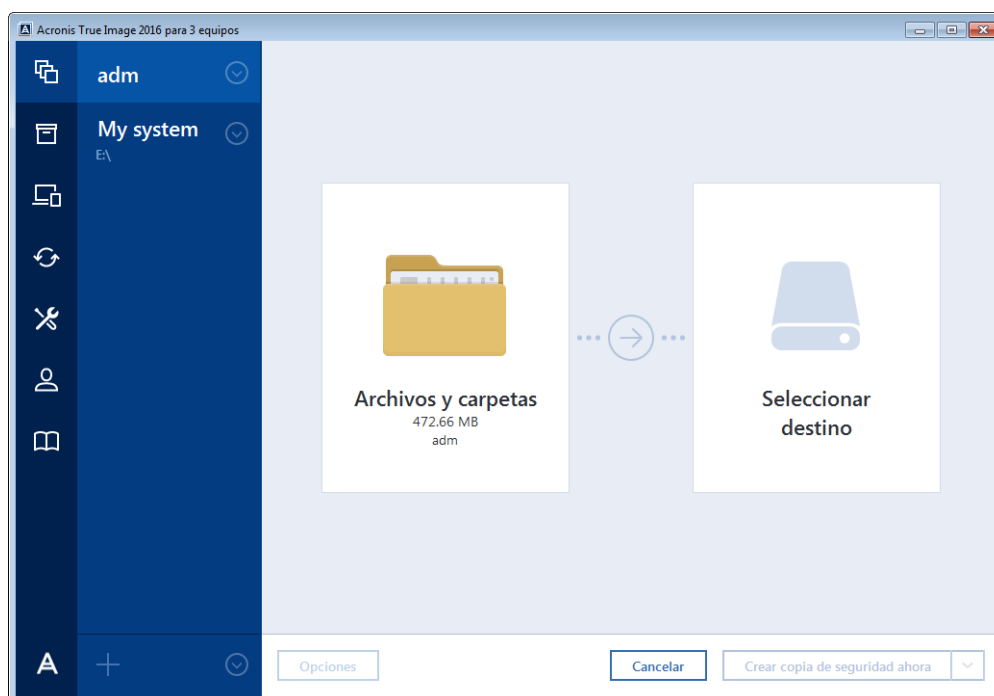 Acronis True Image 2016 para 3 equipos
adm
My system
E:\
Archivos y carpetas
472.66 MB
adm
Seleccionar
destino
Opciones
Cancelar
Crear copia de seguridad ahora